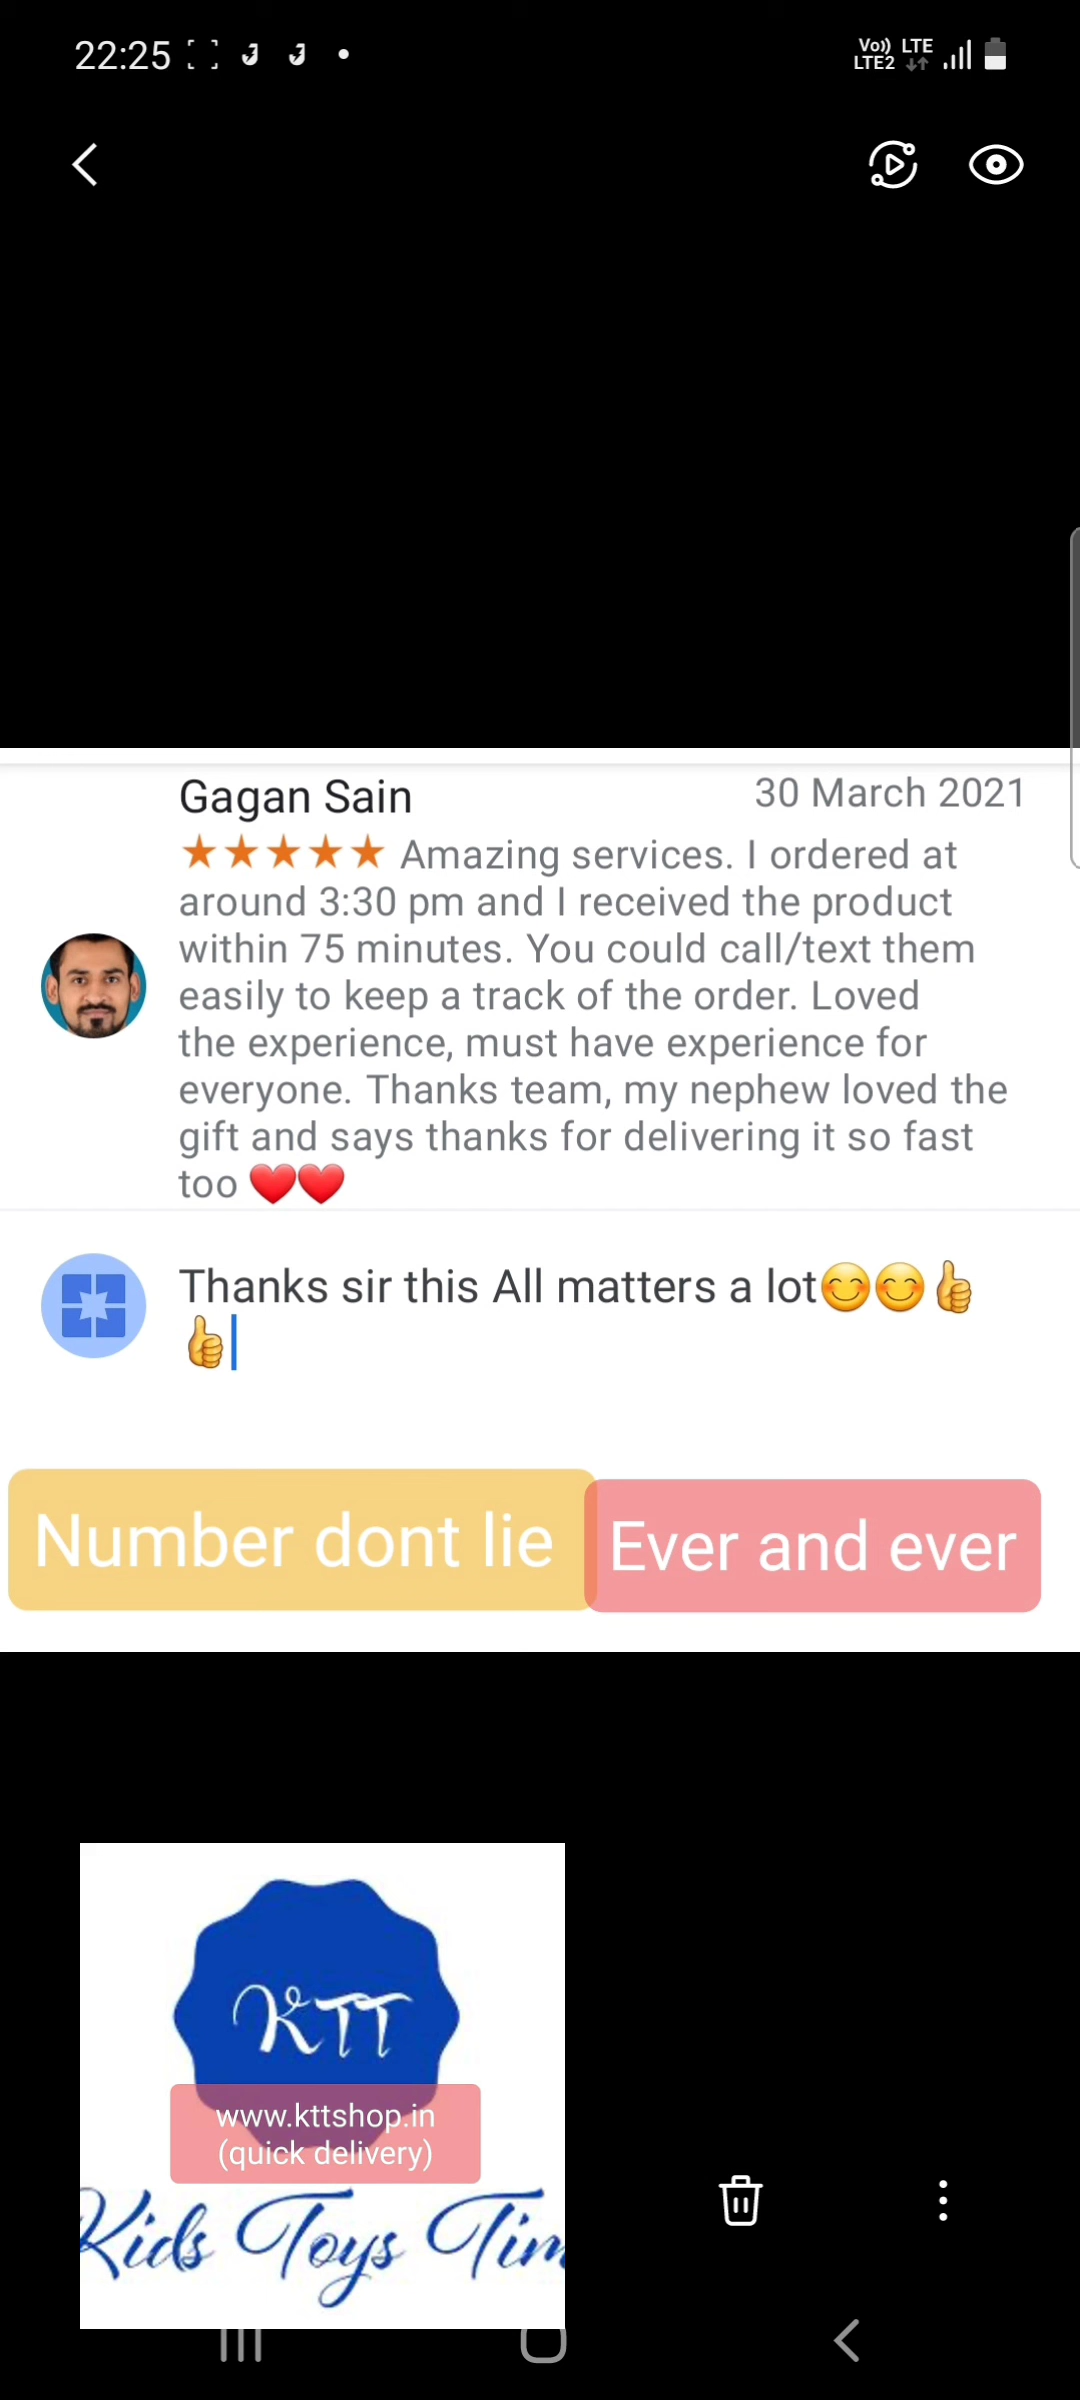 22:25
Vo)) LTE
LTE2
Gagan Sain 30 March 2021
★★★★★ Amazing services. I ordered at
around 3:30 pm and I received the product
within 75 minutes. You could call/text them
easily to keep a track of the order. Loved
the experience, must have experience for
everyone. Thanks team, my nephew loved the
gift and says thanks for delivering it so fast
too ❤️❤️
Thanks sir this All matters a lot😊😊👍
👍
Number dont lie Ever and ever
KTT
www.kttshop.in
(quick delivery)
Kids Toys Tim